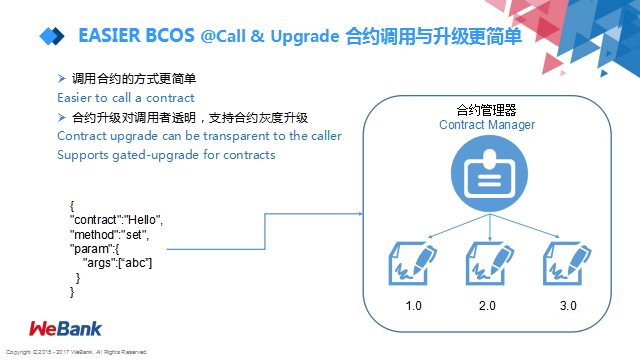 EASIER BCOS @Call & Upgrade 合约调用与升级更简单
调用合约的方式更简单
Easier to call a contract
合约升级对调用者透明，支持合约灰度升级
Contract upgrade can be transparent to the caller
Supports gated-upgrade for contracts
合约管理器
Contract Manager
{
"contract":"Hello",
"method":"set",
"param":{
"args":["abc"]
}
}
1.0 2.0 3.0
WeBank
Copyright © 2015 - 2017 WeBank. All Rights Reserved.